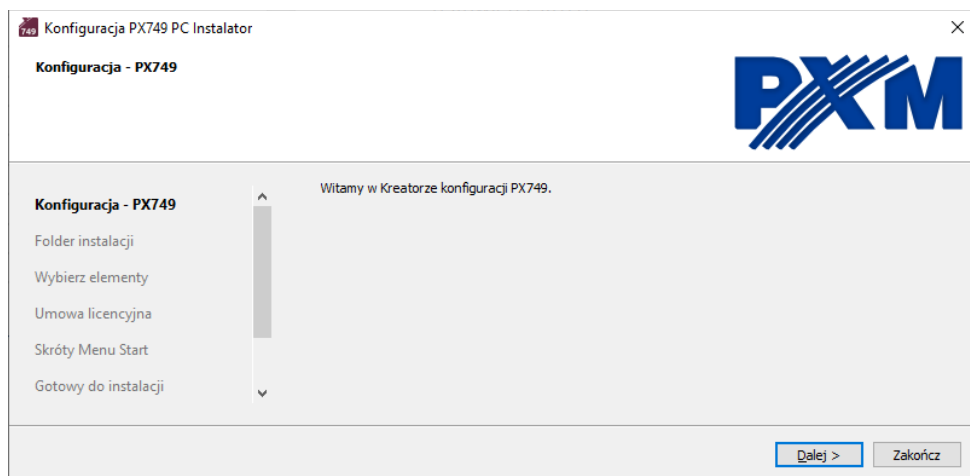 749 Konfiguracja PX749 PC Instalator
Konfiguracja - PX749
PXM
Konfiguracja - PX749
Folder instalacji
Wybierz elementy
Umowa licencyjna
Skróty Menu Start
Gotowy do instalacji
Witamy w Kreatorze konfiguracji PX749.
Dalej >
Zakończ